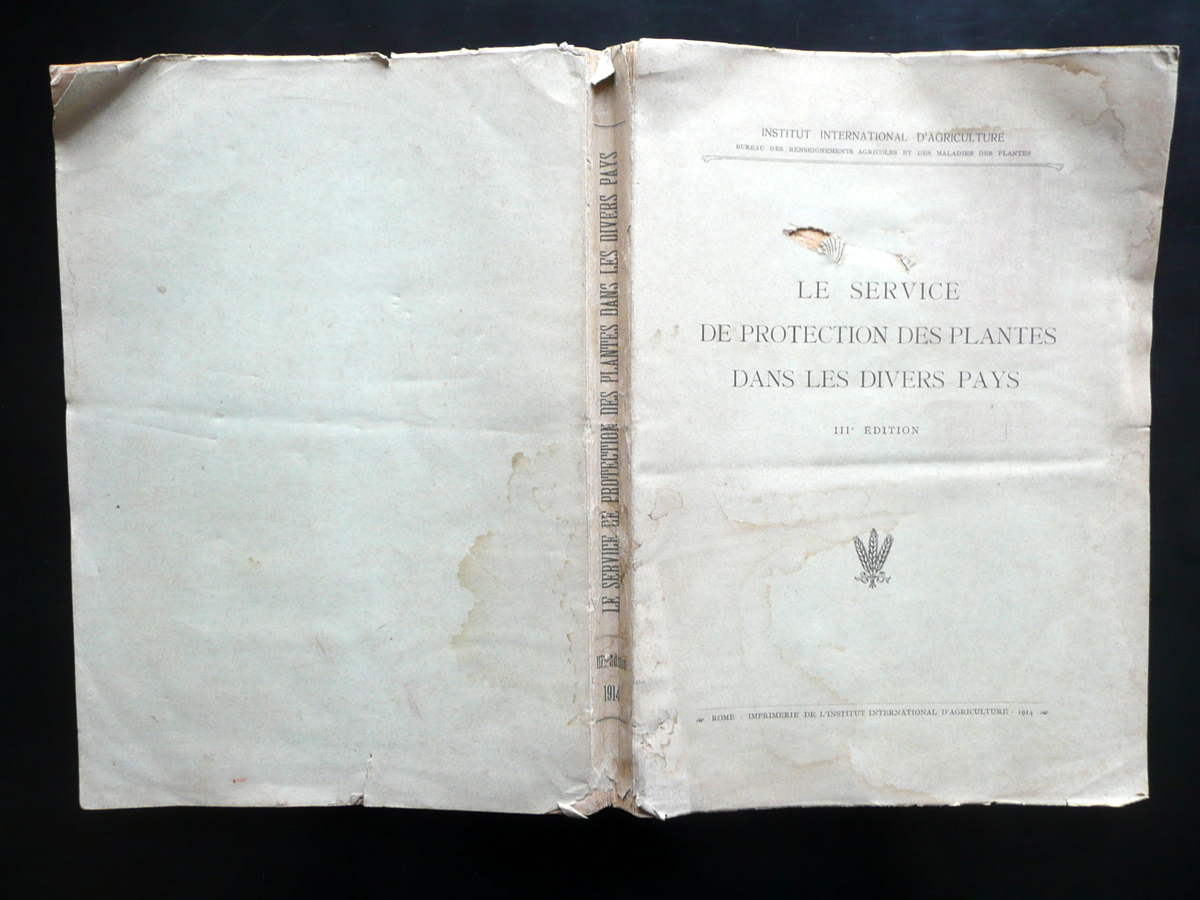 INSTITUT INTERNATIONAL D'AGRICULTURE
BUREAU DES RENSEIGNEMENTS AGRICOLES ET DES MALADIES DES PLANTES
LE SERVICE
DE PROTECTION DES PLANTES
DANS LES DIVERS PAYS
IIIᵉ ÉDITION
ROME - IMPRIMERIE DE L'INSTITUT INTERNATIONAL D'AGRICULTURE - 1914
LE SERVICE DE PROTECTION DES PLANTES DANS LES DIVERS PAYS
1914